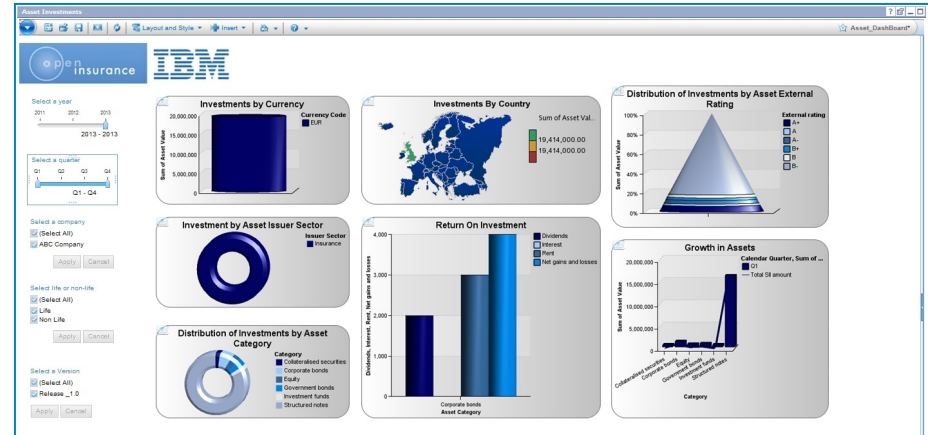 Asset Investments
Layout and Style
Insert
Asset_DashBoard*
open insurance
IBM
Select a year
2011 2012 2013
2013 - 2013
Select a quarter
Q1 Q2 Q3 Q4
Q1 - Q4
Select a company
(Select All)
ABC Company
Apply Cancel
Select life or non-life
(Select All)
Life
Non Life
Apply Cancel
Select a Version
(Select All)
Release _1.0
Apply Cancel
Investments by Currency
Sum of Asset Value
20,000,000
15,000,000
10,000,000
5,000,000
0
Currency Code
EUR
Investments By Country
Sum of Asset Val...
19,414,000.00
19,414,000.00
Distribution of Investments by Asset External
Rating
Sum of Asset Value
100%
80%
60%
40%
20%
0%
External rating
A+
A
A-
B+
B
B-
Investment by Asset Issuer Sector
Issuer Sector
Insurance
Return On Investment
Dividends, Interest, Rent, Net gains and losses
4,000
3,000
2,000
1,000
0
Corporate bonds
Asset Category
Dividends
Interest
Rent
Net gains and losses
Growth in Assets
Sum of Asset Value
20,000,000
15,000,000
10,000,000
5,000,000
0
Calendar Quarter, Sum of ...
Q1
Total SII amount
Collateralised securities
Corporate bonds
Equity
Government bonds
Investment funds
Structured notes
Category
Distribution of Investments by Asset
Category
Category
Collateralised securities
Corporate bonds
Equity
Government bonds
Investment funds
Structured notes